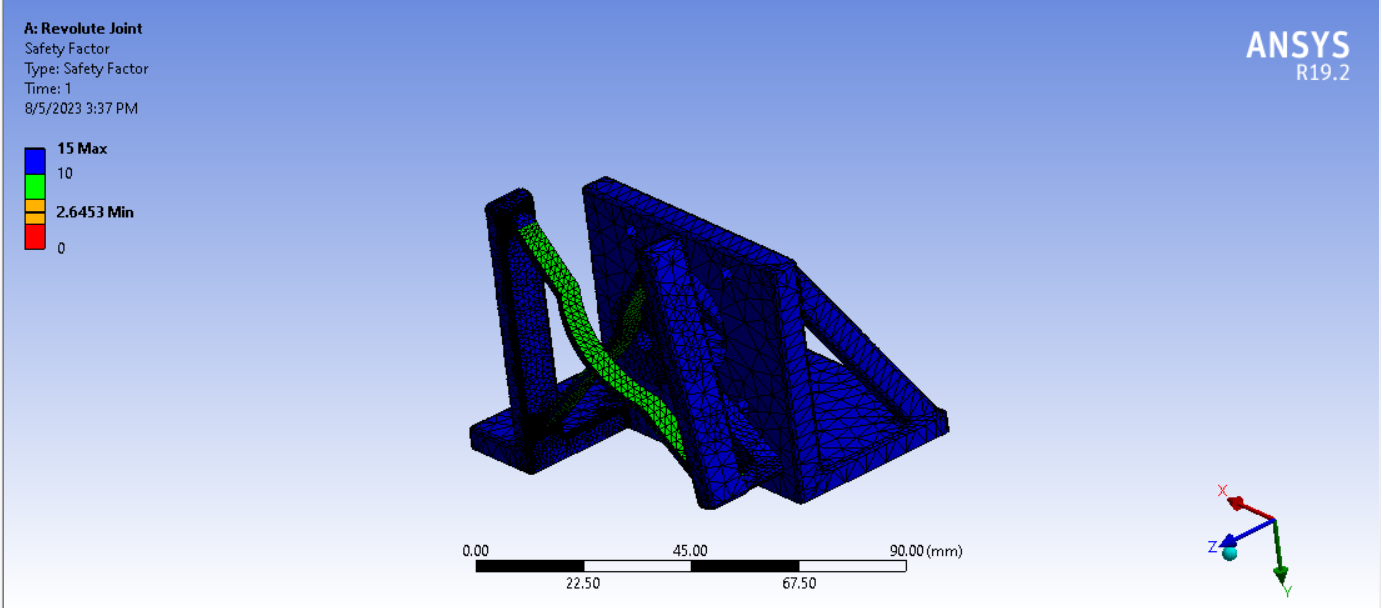 A: Revolute Joint
Safety Factor
Type: Safety Factor
Time: 1
8/5/2023 3:37 PM
15 Max
10
2.6453 Min
0
ANSYS
R19.2
0.00 45.00 90.00 (mm)
22.50 67.50
X
Z
Y